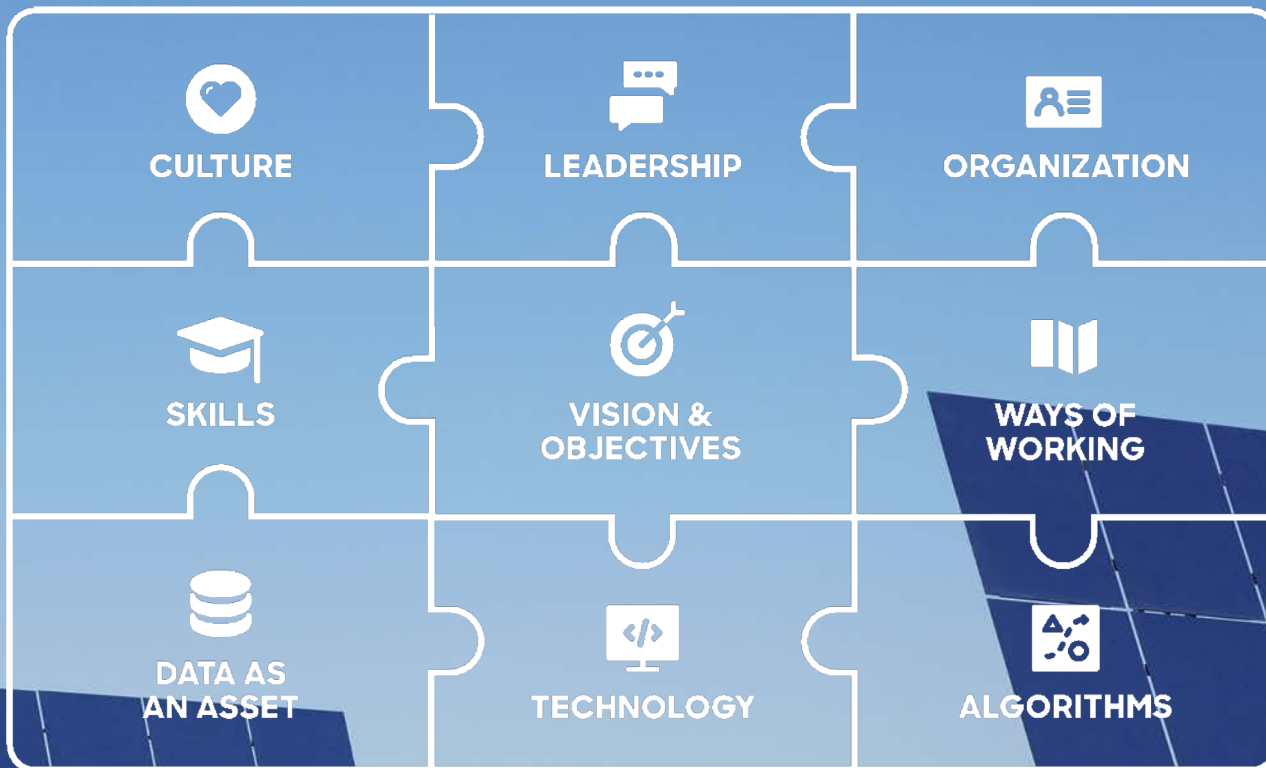 CULTURE
LEADERSHIP
ORGANIZATION
SKILLS
VISION &
OBJECTIVES
WAYS OF
WORKING
DATA AS
AN ASSET
TECHNOLOGY
ALGORITHMS